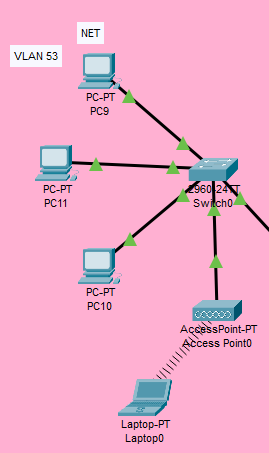 NET
VLAN 53
PC-PT
PC9
2960-24TT
Switch0
PC-PT
PC11
PC-PT
PC10
AccessPoint-PT
Access Point0
Laptop-PT
Laptop0